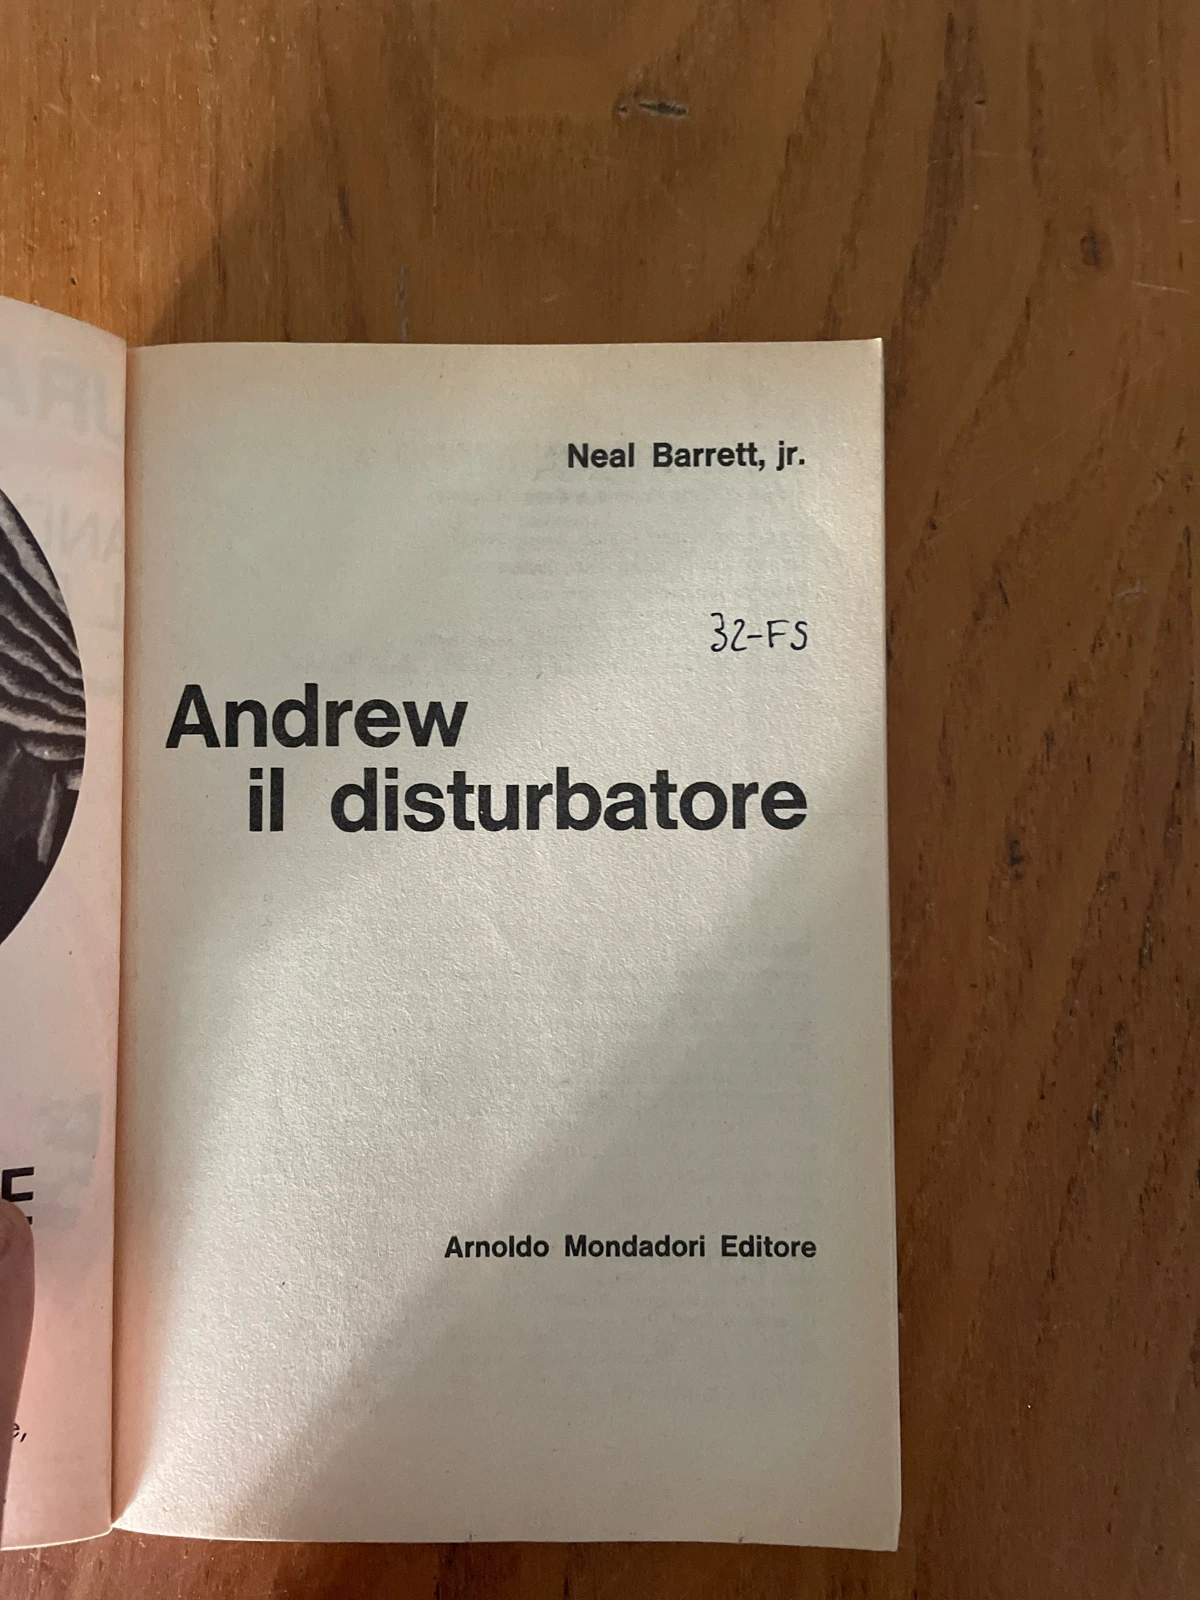 Neal Barrett, jr.
32-FS
Andrew
il disturbatore
Arnoldo Mondadori Editore